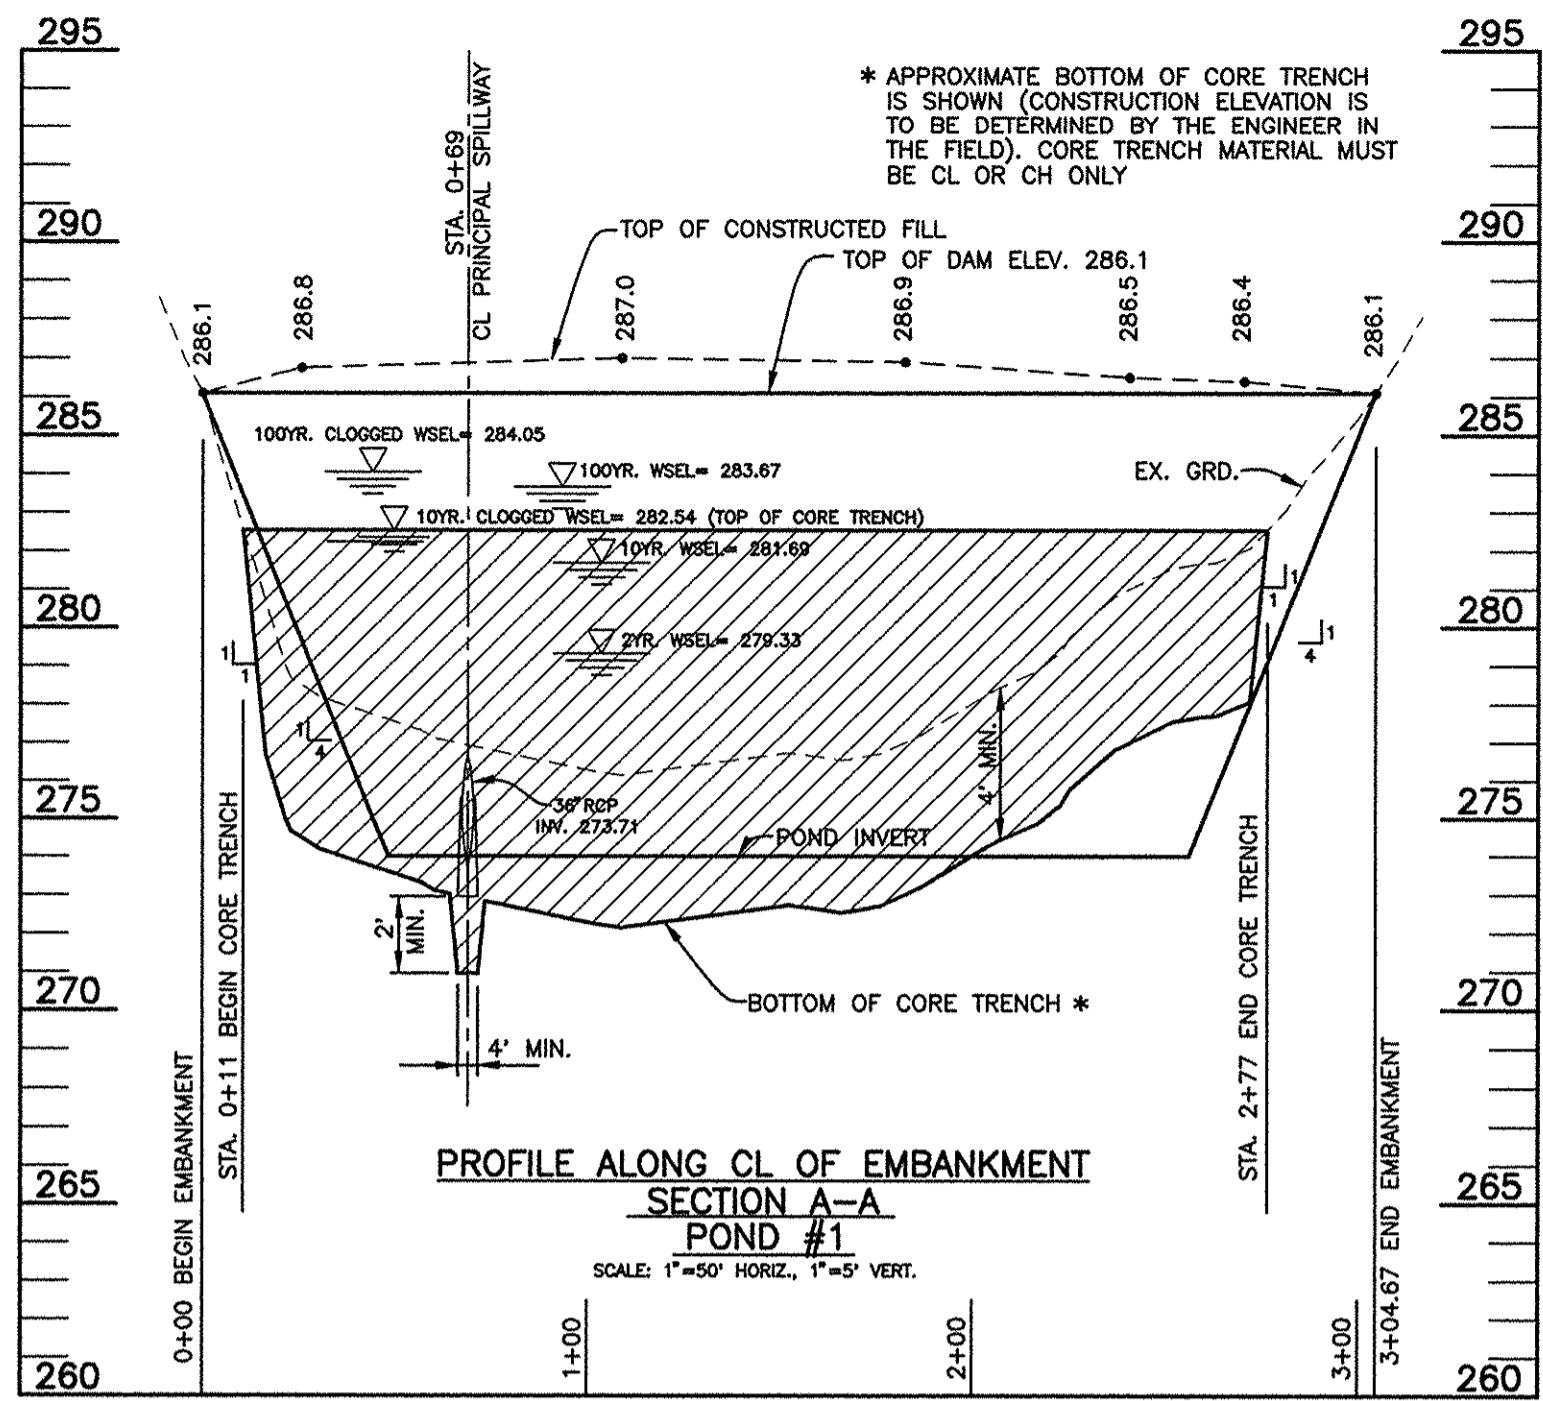 295
295
290
290
285
285
280
280
275
275
270
270
265
265
260
260
* APPROXIMATE BOTTOM OF CORE TRENCH
IS SHOWN (CONSTRUCTION ELEVATION IS
TO BE DETERMINED BY THE ENGINEER IN
THE FIELD). CORE TRENCH MATERIAL MUST
BE CL OR CH ONLY
STA. 0+69
CL PRINCIPAL SPILLWAY
TOP OF CONSTRUCTED FILL
TOP OF DAM ELEV. 286.1
286.1
286.8
287.0
286.9
286.5
286.4
286.1
100YR. CLOGGED WSEL= 284.05
100YR. WSEL= 283.67
EX. GRD.
10YR. CLOGGED WSEL= 282.54 (TOP OF CORE TRENCH)
10YR. WSEL= 281.69
2YR. WSEL= 279.33
1
1
1
1
1
4
1
4
4' MIN.
36" RCP
INV. 273.71
POND INVERT
2'
MIN.
BOTTOM OF CORE TRENCH *
4' MIN.
0+00 BEGIN EMBANKMENT
STA. 0+11 BEGIN CORE TRENCH
STA. 2+77 END CORE TRENCH
3+04.67 END EMBANKMENT
PROFILE ALONG CL OF EMBANKMENT
SECTION A-A
POND #1
SCALE: 1"=50' HORIZ., 1"=5' VERT.
1+00
2+00
3+00